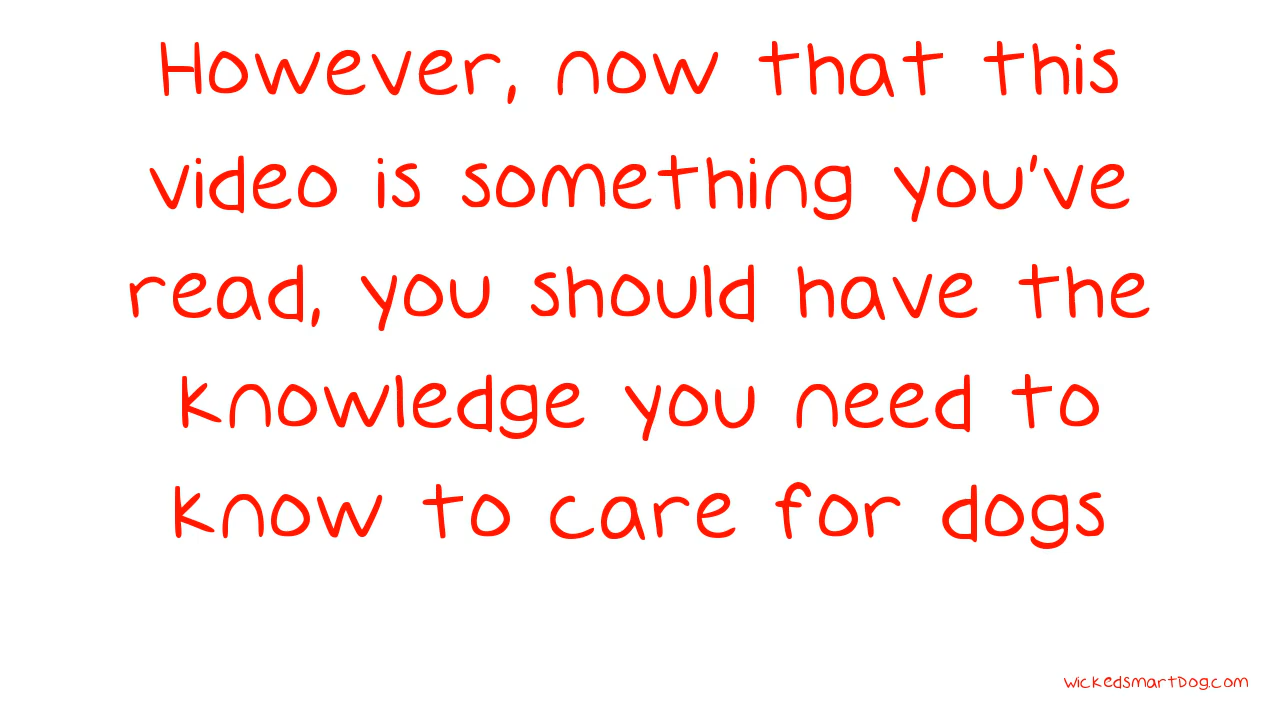 However, now that this
video is something you've
read, you should have the
knowledge you need to
know to care for dogs
wickedsmartDog.com